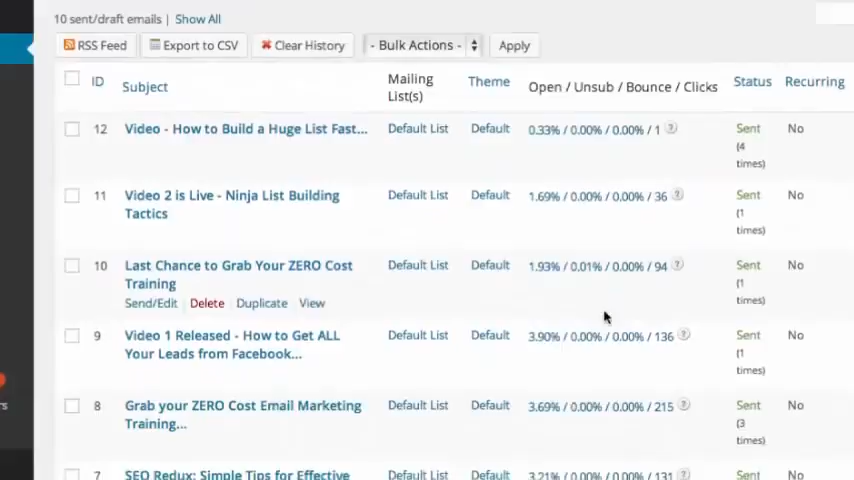 10 sent/draft emails | Show All
RSS Feed Export to CSV Clear History - Bulk Actions - Apply
ID Subject Mailing List(s) Theme Open / Unsub / Bounce / Clicks Status Recurring
12 Video - How to Build a Huge List Fast... Default List Default 0.33% / 0.00% / 0.00% / 1 ? Sent No
(4
times)
11 Video 2 is Live - Ninja List Building Default List Default 1.69% / 0.00% / 0.00% / 36 ? Sent No
Tactics (1
times)
10 Last Chance to Grab Your ZERO Cost Default List Default 1.93% / 0.01% / 0.00% / 94 ? Sent No
Training (1
Send/Edit | Delete | Duplicate | View times)
9 Video 1 Released - How to Get ALL Default List Default 3.90% / 0.00% / 0.00% / 136 ? Sent No
Your Leads from Facebook... (1
times)
8 Grab your ZERO Cost Email Marketing Default List Default 3.69% / 0.00% / 0.00% / 215 ? Sent No
Training... (3
times)
7 SEO Redux: Simple Tips for Effective Default List Default 3.21% / 0.00% / 0.00% / 131 ? Sent No